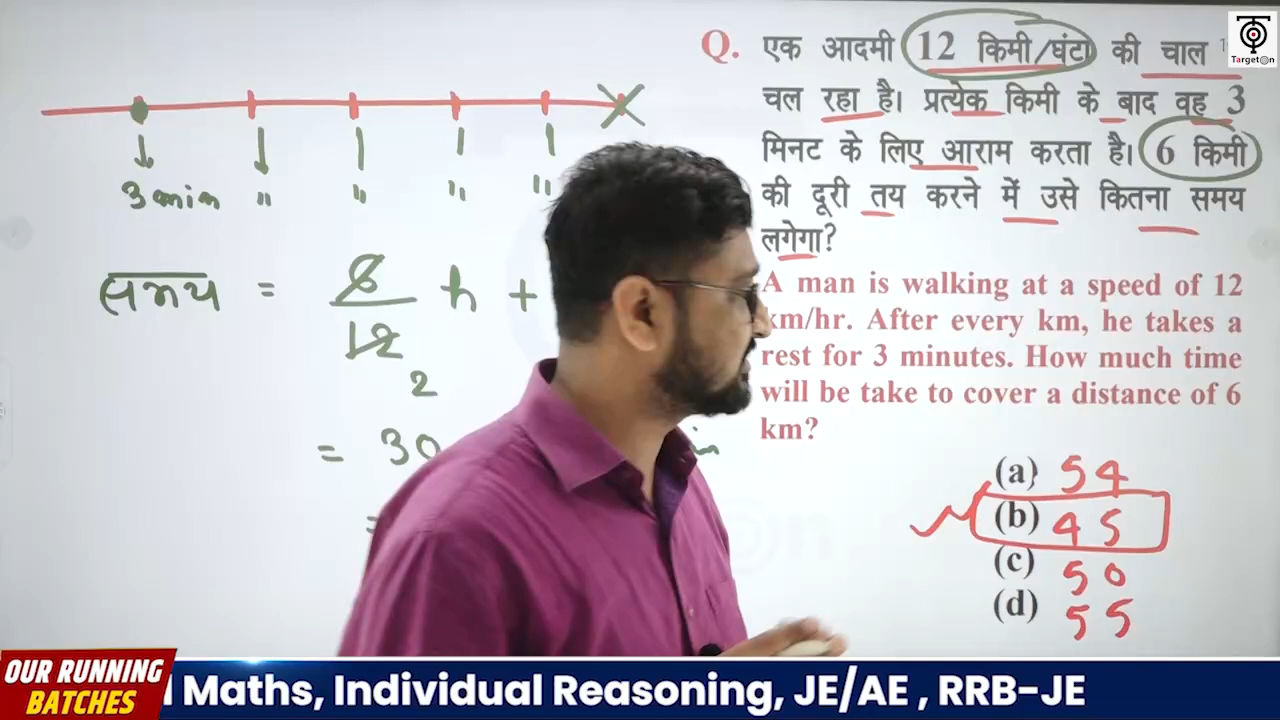 Q. एक आदमी 12 किमी/घंटा की चाल
चल रहा है। प्रत्येक किमी के बाद वह 3
मिनट के लिए आराम करता है। 6 किमी
की दूरी तय करने में उसे कितना समय
लगेगा?
A man is walking at a speed of 12
km/hr. After every km, he takes a
rest for 3 minutes. How much time
will be take to cover a distance of 6
km?
(a) 54
(b) 45
(c) 50
(d) 55
3 min " " " "
समय = 6/12 h +
2
= 30
=
Target@n
OUR RUNNING
BATCHES
Maths, Individual Reasoning, JE/AE , RRB-JE